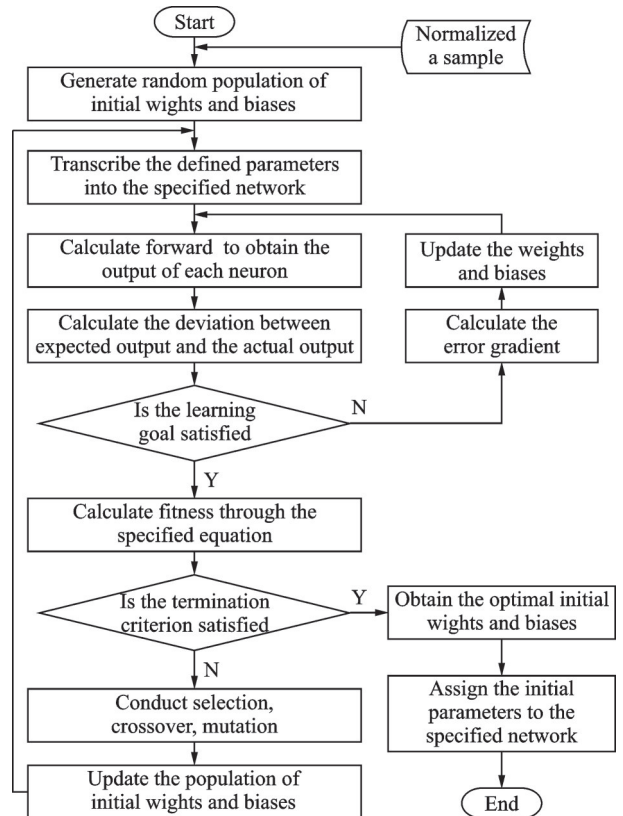 Start
Normalized
a sample
Generate random population of
initial wights and biases
Transcribe the defined parameters
into the specified network
Calculate forward to obtain the
output of each neuron
Update the weights
and biases
Calculate the deviation between
expected output and the actual output
Calculate the
error gradient
Is the learning
goal satisfied
N
Y
Calculate fitness through the
specified equation
Is the termination
criterion satisfied
Y
Obtain the optimal initial
wights and biases
N
Conduct selection,
crossover, mutation
Assign the initial
parameters to the
specified network
Update the population of
initial wights and biases
End